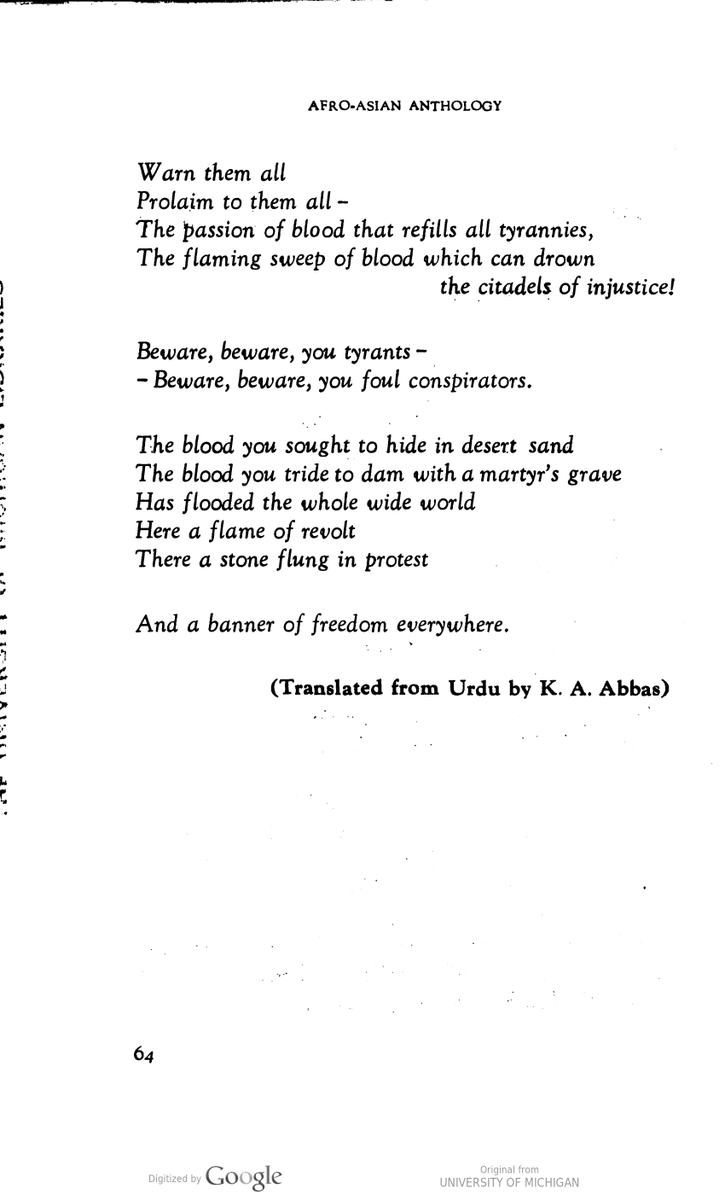 AFRO-ASIAN ANTHOLOGY
Warn them all
Prolaim to them all –
The passion of blood that refills all tyrannies,
The flaming sweep of blood which can drown
the citadels of injustice!
Beware, beware, you tyrants –
– Beware, beware, you foul conspirators.
The blood you sought to hide in desert sand
The blood you tride to dam with a martyr's grave
Has flooded the whole wide world
Here a flame of revolt
There a stone flung in protest
And a banner of freedom everywhere.
(Translated from Urdu by K. A. Abbas)
64
Digitized by Google
Original from
UNIVERSITY OF MICHIGAN